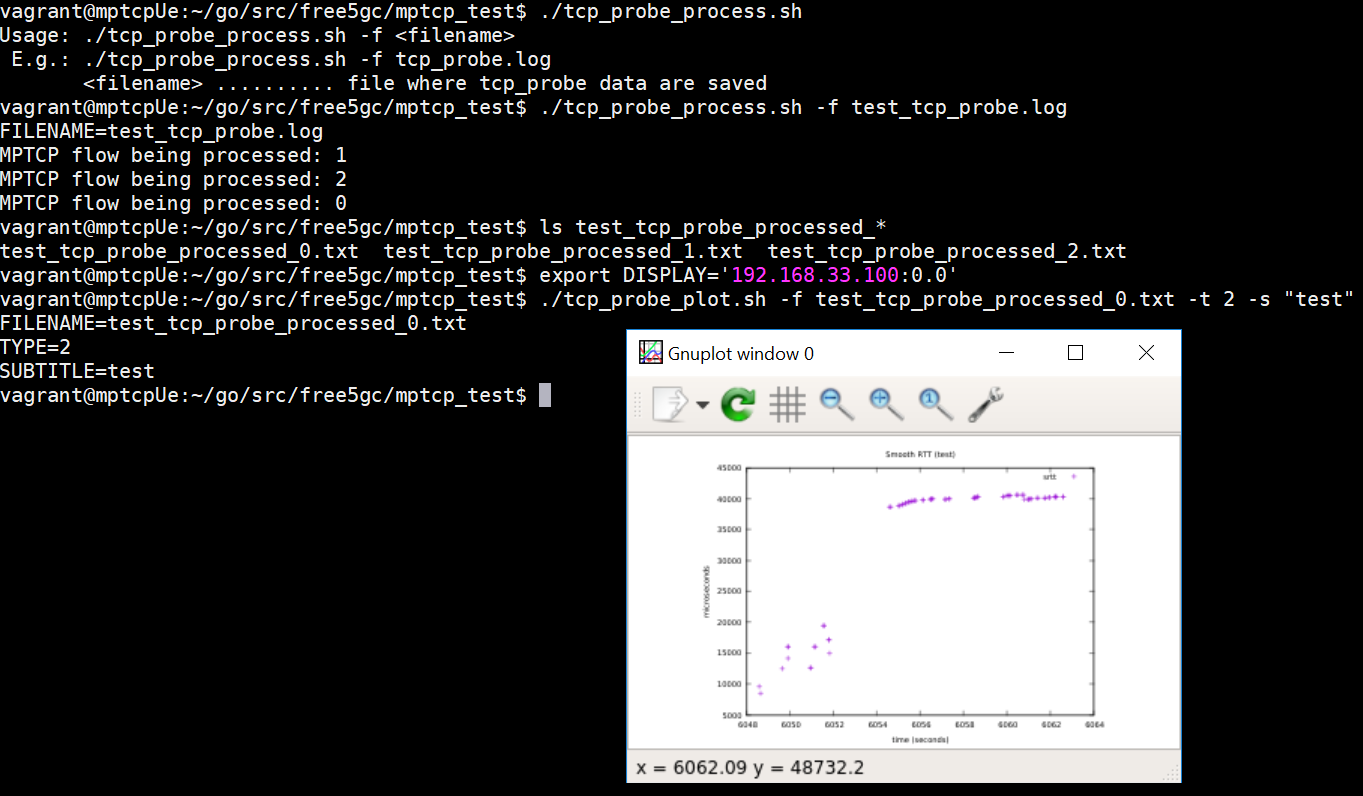 vagrant@mptcpUe:~/go/src/free5gc/mptcp_test$ ./tcp_probe_process.sh
Usage: ./tcp_probe_process.sh -f <filename>
 E.g.: ./tcp_probe_process.sh -f tcp_probe.log
       <filename> .......... file where tcp_probe data are saved
vagrant@mptcpUe:~/go/src/free5gc/mptcp_test$ ./tcp_probe_process.sh -f test_tcp_probe.log
FILENAME=test_tcp_probe.log
MPTCP flow being processed: 1
MPTCP flow being processed: 2
MPTCP flow being processed: 0
vagrant@mptcpUe:~/go/src/free5gc/mptcp_test$ ls test_tcp_probe_processed_*
test_tcp_probe_processed_0.txt  test_tcp_probe_processed_1.txt  test_tcp_probe_processed_2.txt
vagrant@mptcpUe:~/go/src/free5gc/mptcp_test$ export DISPLAY='192.168.33.100:0.0'
vagrant@mptcpUe:~/go/src/free5gc/mptcp_test$ ./tcp_probe_plot.sh -f test_tcp_probe_processed_0.txt -t 2 -s "test"
FILENAME=test_tcp_probe_processed_0.txt
TYPE=2
SUBTITLE=test
vagrant@mptcpUe:~/go/src/free5gc/mptcp_test$
Gnuplot window 0
1
Smooth RTT (test)
srtt
45000
40000
35000
30000
25000
20000
15000
10000
5000
microseconds
6048 6050 6052 6054 6056 6058 6060 6062 6064
time (seconds)
x = 6062.09 y = 48732.2